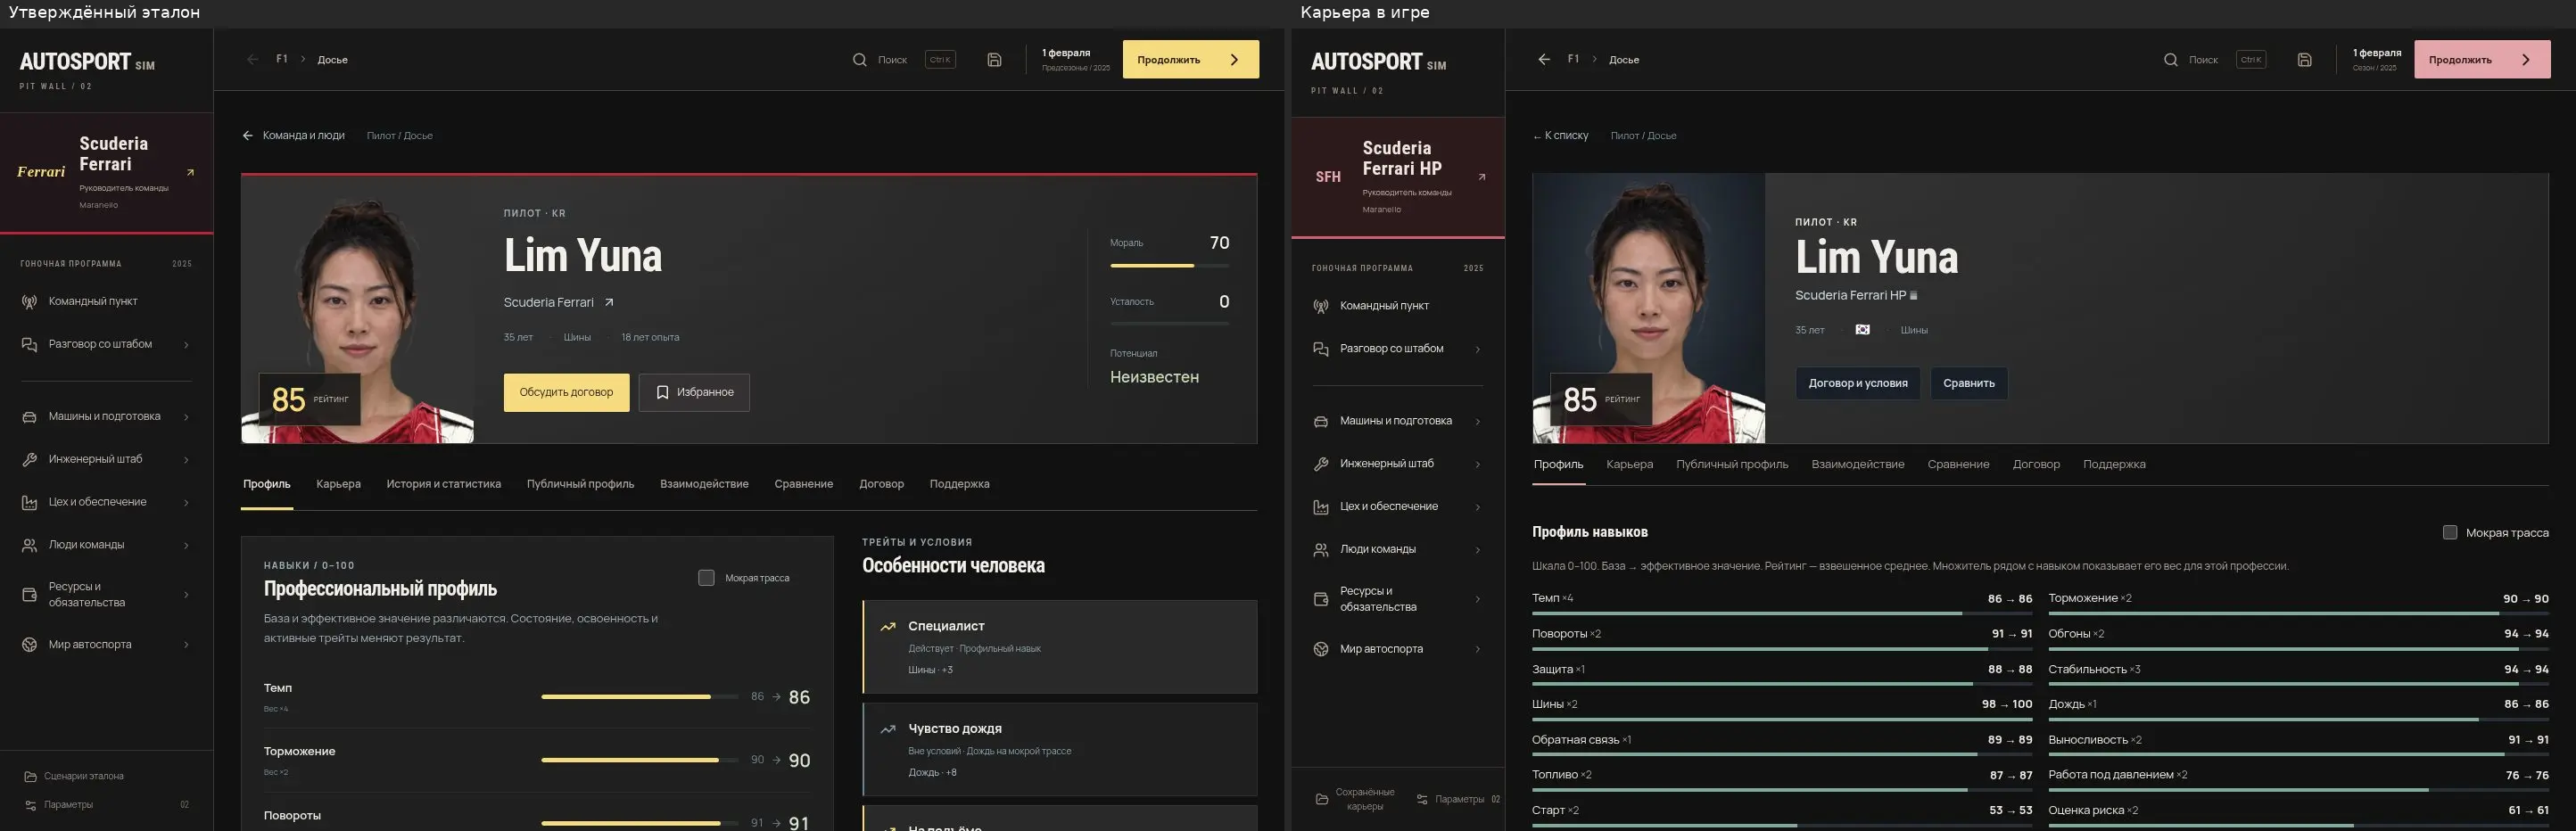 Утверждённый эталон
AUTOSPORT SIM
PIT WALL / 02
Ferrari
Scuderia
Ferrari
Руководитель команды
Maranello
ГОНОЧНАЯ ПРОГРАММА 2025
Командный пункт
Разговор со штабом
Машины и подготовка
Инженерный штаб
Цех и обеспечение
Люди команды
Ресурсы и
обязательства
Мир автоспорта
Сценарии эталона
Параметры 02
F1 Досье
Поиск Ctrl K
1 февраля
Предсезонье / 2025
Продолжить
← Команда и люди Пилот / Досье
85 РЕЙТИНГ
ПИЛОТ · KR
Lim Yuna
Scuderia Ferrari
35 лет Шины 18 лет опыта
Обсудить договор Избранное
Мораль 70
Усталость 0
Потенциал
Неизвестен
Профиль Карьера История и статистика Публичный профиль Взаимодействие Сравнение Договор Поддержка
НАВЫКИ / 0–100
Профессиональный профиль
Мокрая трасса
База и эффективное значение различаются. Состояние, освоенность и
активные трейты меняют результат.
Темп 86 → 86
Вес ×4
Торможение 90 → 90
Вес ×2
Повороты 91 → 91
ТРЕЙТЫ И УСЛОВИЯ
Особенности человека
Специалист
Действует · Профильный навык
Шины · +3
Чувство дождя
Вне условий · Дождь на мокрой трассе
Дождь · +8
На подъёме
Карьера в игре
AUTOSPORT SIM
PIT WALL / 02
SFH
Scuderia
Ferrari HP
Руководитель команды
Maranello
ГОНОЧНАЯ ПРОГРАММА 2025
Командный пункт
Разговор со штабом
Машины и подготовка
Инженерный штаб
Цех и обеспечение
Люди команды
Ресурсы и
обязательства
Мир автоспорта
Сохранённые
карьеры
Параметры 02
F1 Досье
Поиск Ctrl K
1 февраля
Сезон / 2025
Продолжить
← К списку Пилот / Досье
85 РЕЙТИНГ
ПИЛОТ · KR
Lim Yuna
Scuderia Ferrari HP
35 лет Шины
Договор и условия Сравнить
Профиль Карьера Публичный профиль Взаимодействие Сравнение Договор Поддержка
Профиль навыков
Мокрая трасса
Шкала 0–100. База → эффективное значение. Рейтинг — взвешенное среднее. Множитель рядом с навыком показывает его вес для этой профессии.
Темп ×4 86 → 86
Торможение ×2 90 → 90
Повороты ×2 91 → 91
Обгоны ×2 94 → 94
Защита ×1 88 → 88
Стабильность ×3 94 → 94
Шины ×2 98 → 100
Дождь ×1 86 → 86
Обратная связь ×1 89 → 89
Выносливость ×2 91 → 91
Топливо ×2 87 → 87
Работа под давлением ×2 76 → 76
Старт ×2 53 → 53
Оценка риска ×2 61 → 61